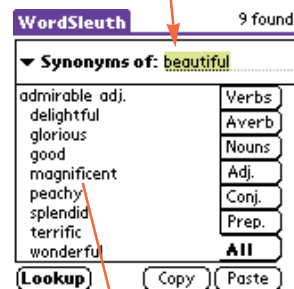 WordSleuth 9 found
Synonyms of: beautiful
admirable adj.
delightful
glorious
good
magnificent
peachy
splendid
terrific
wonderful
Verbs
Averb
Nouns
Adj.
Conj.
Prep.
All
Lookup Copy Paste